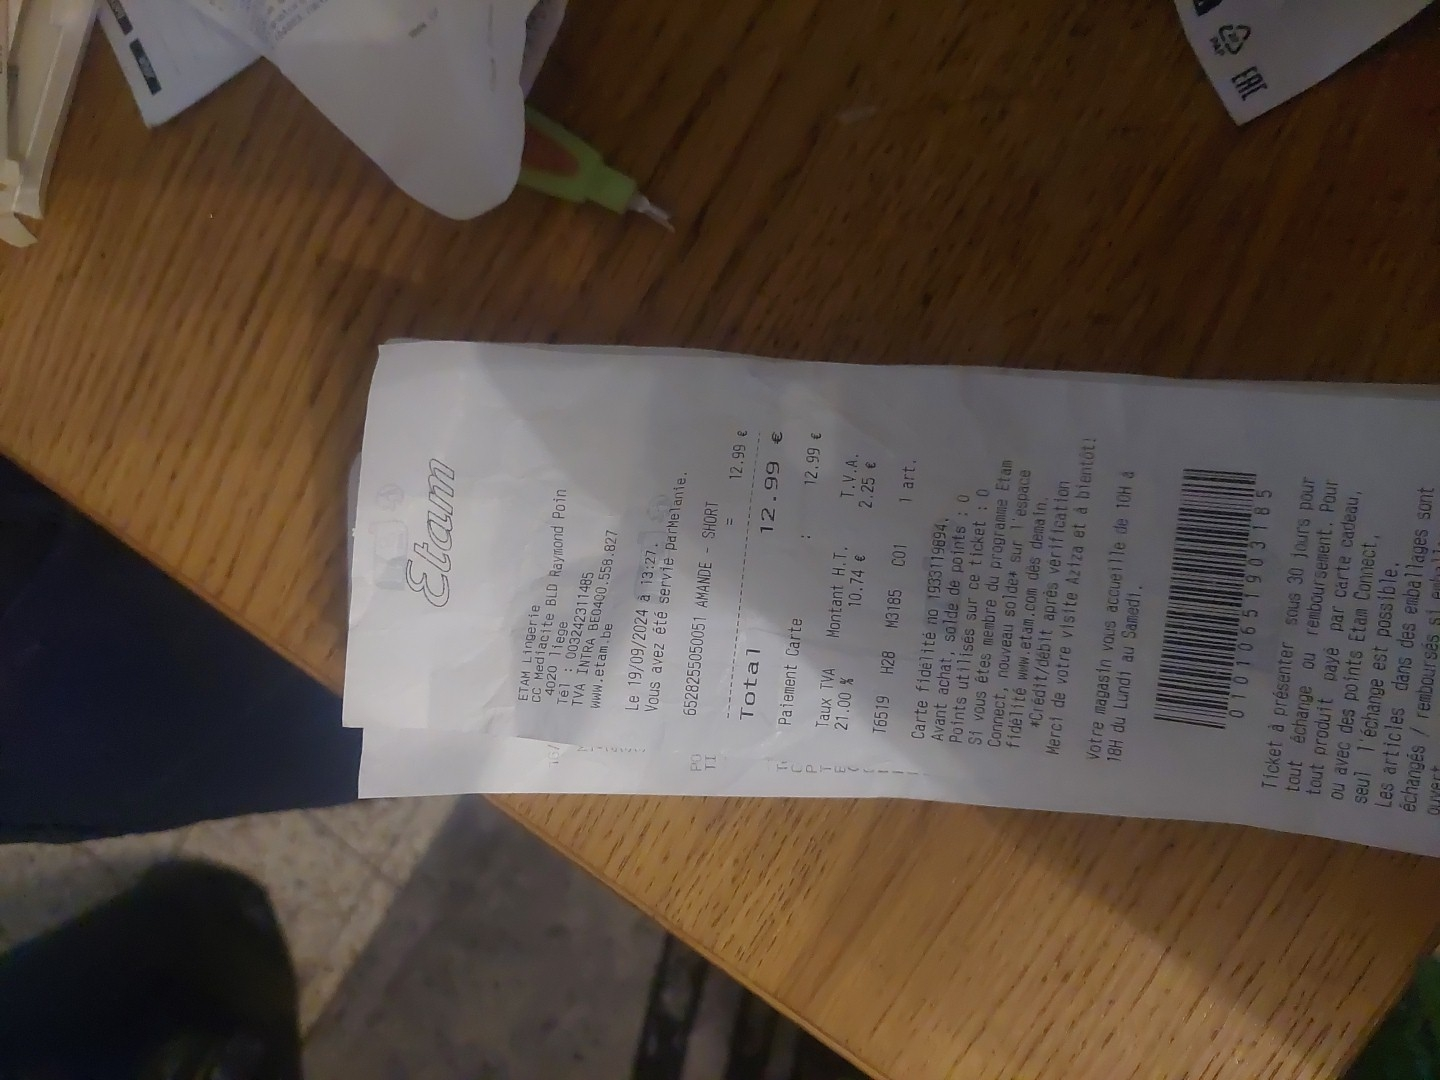 Etam
ETAM Lingerie
CC Médiacité BLD Raymond Poin
4020 liege
Tél : 003242311485
TVA INTRA BE0400.558.827
www.etam.be
Le 19/09/2024 à 13:27.
Vous avez été servie parMelanie.
6528255050051 AMANDE - SHORT
= 12.99 €
Total 12.99 €
Paiement Carte : 12.99 €
Taux TVA Montant H.T. T.V.A.
21.00 % 10.74 € 2.25 €
T6519 H28 M3185 C01 1 art.
Carte fidélité no 1933119894.
Avant achat, solde de points : 0
Points utilisés sur ce ticket : 0
Si vous êtes membre du programme Etam
Connect, nouveau solde* sur l'espace
fidélité www.etam.com dès demain.
*Crédit/débit après vérification
Merci de votre visite Aziza et à bientôt!
Votre magasin vous accueille de 10H à
18H du Lundi au Samedi.
01010651903185
Ticket à présenter sous 30 jours pour
tout échange ou remboursement. Pour
tout produit payé par carte cadeau,
ou avec des points Etam Connect,
seul l'échange est possible.
Les articles dans des emballages sont
échangés / remboursés si
PAP
EAC